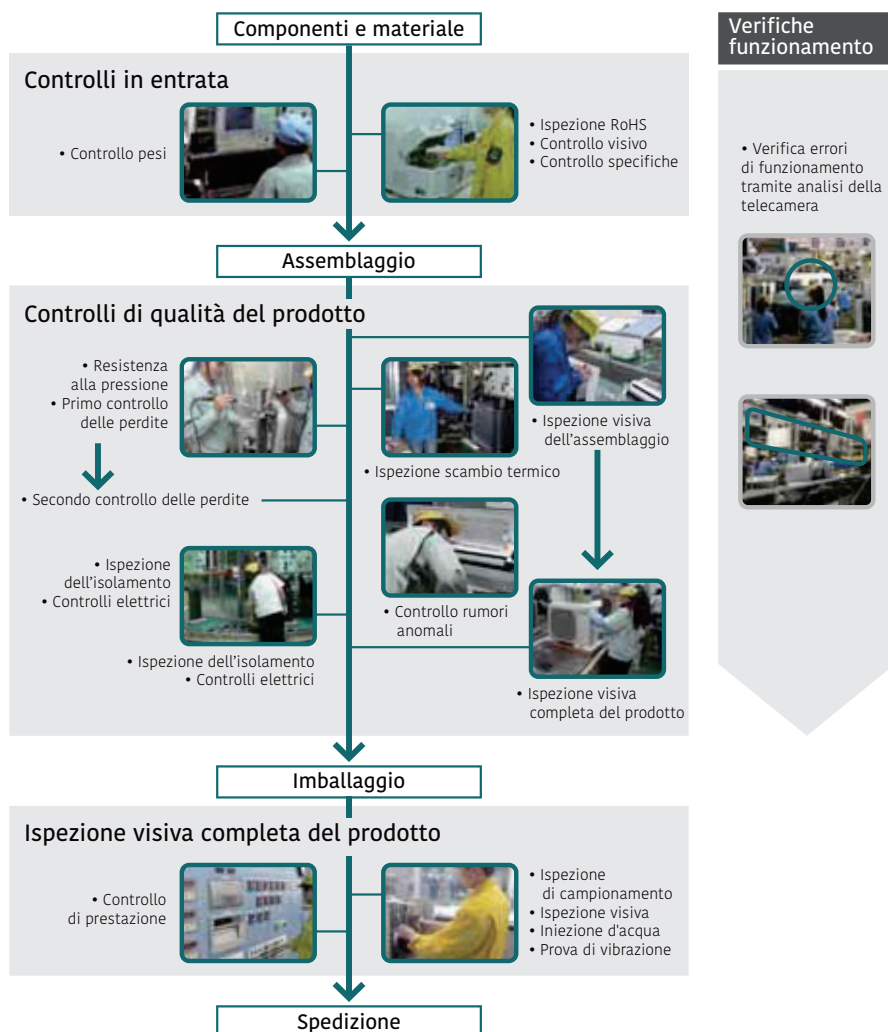 Componenti e materiale
Controlli in entrata
• Controllo pesi
• Ispezione RoHS
• Controllo visivo
• Controllo specifiche
Assemblaggio
Controlli di qualità del prodotto
• Resistenza
alla pressione
• Primo controllo
delle perdite
• Ispezione visiva
dell'assemblaggio
• Ispezione scambio termico
• Secondo controllo delle perdite
• Ispezione
dell'isolamento
• Controlli elettrici
• Controllo rumori
anomali
• Ispezione dell'isolamento
• Controlli elettrici
• Ispezione visiva
completa del prodotto
Imballaggio
Ispezione visiva completa del prodotto
• Controllo
di prestazione
• Ispezione
di campionamento
• Ispezione visiva
• Iniezione d'acqua
• Prova di vibrazione
Spedizione
Verifiche
funzionamento
• Verifica errori
di funzionamento
tramite analisi della
telecamera